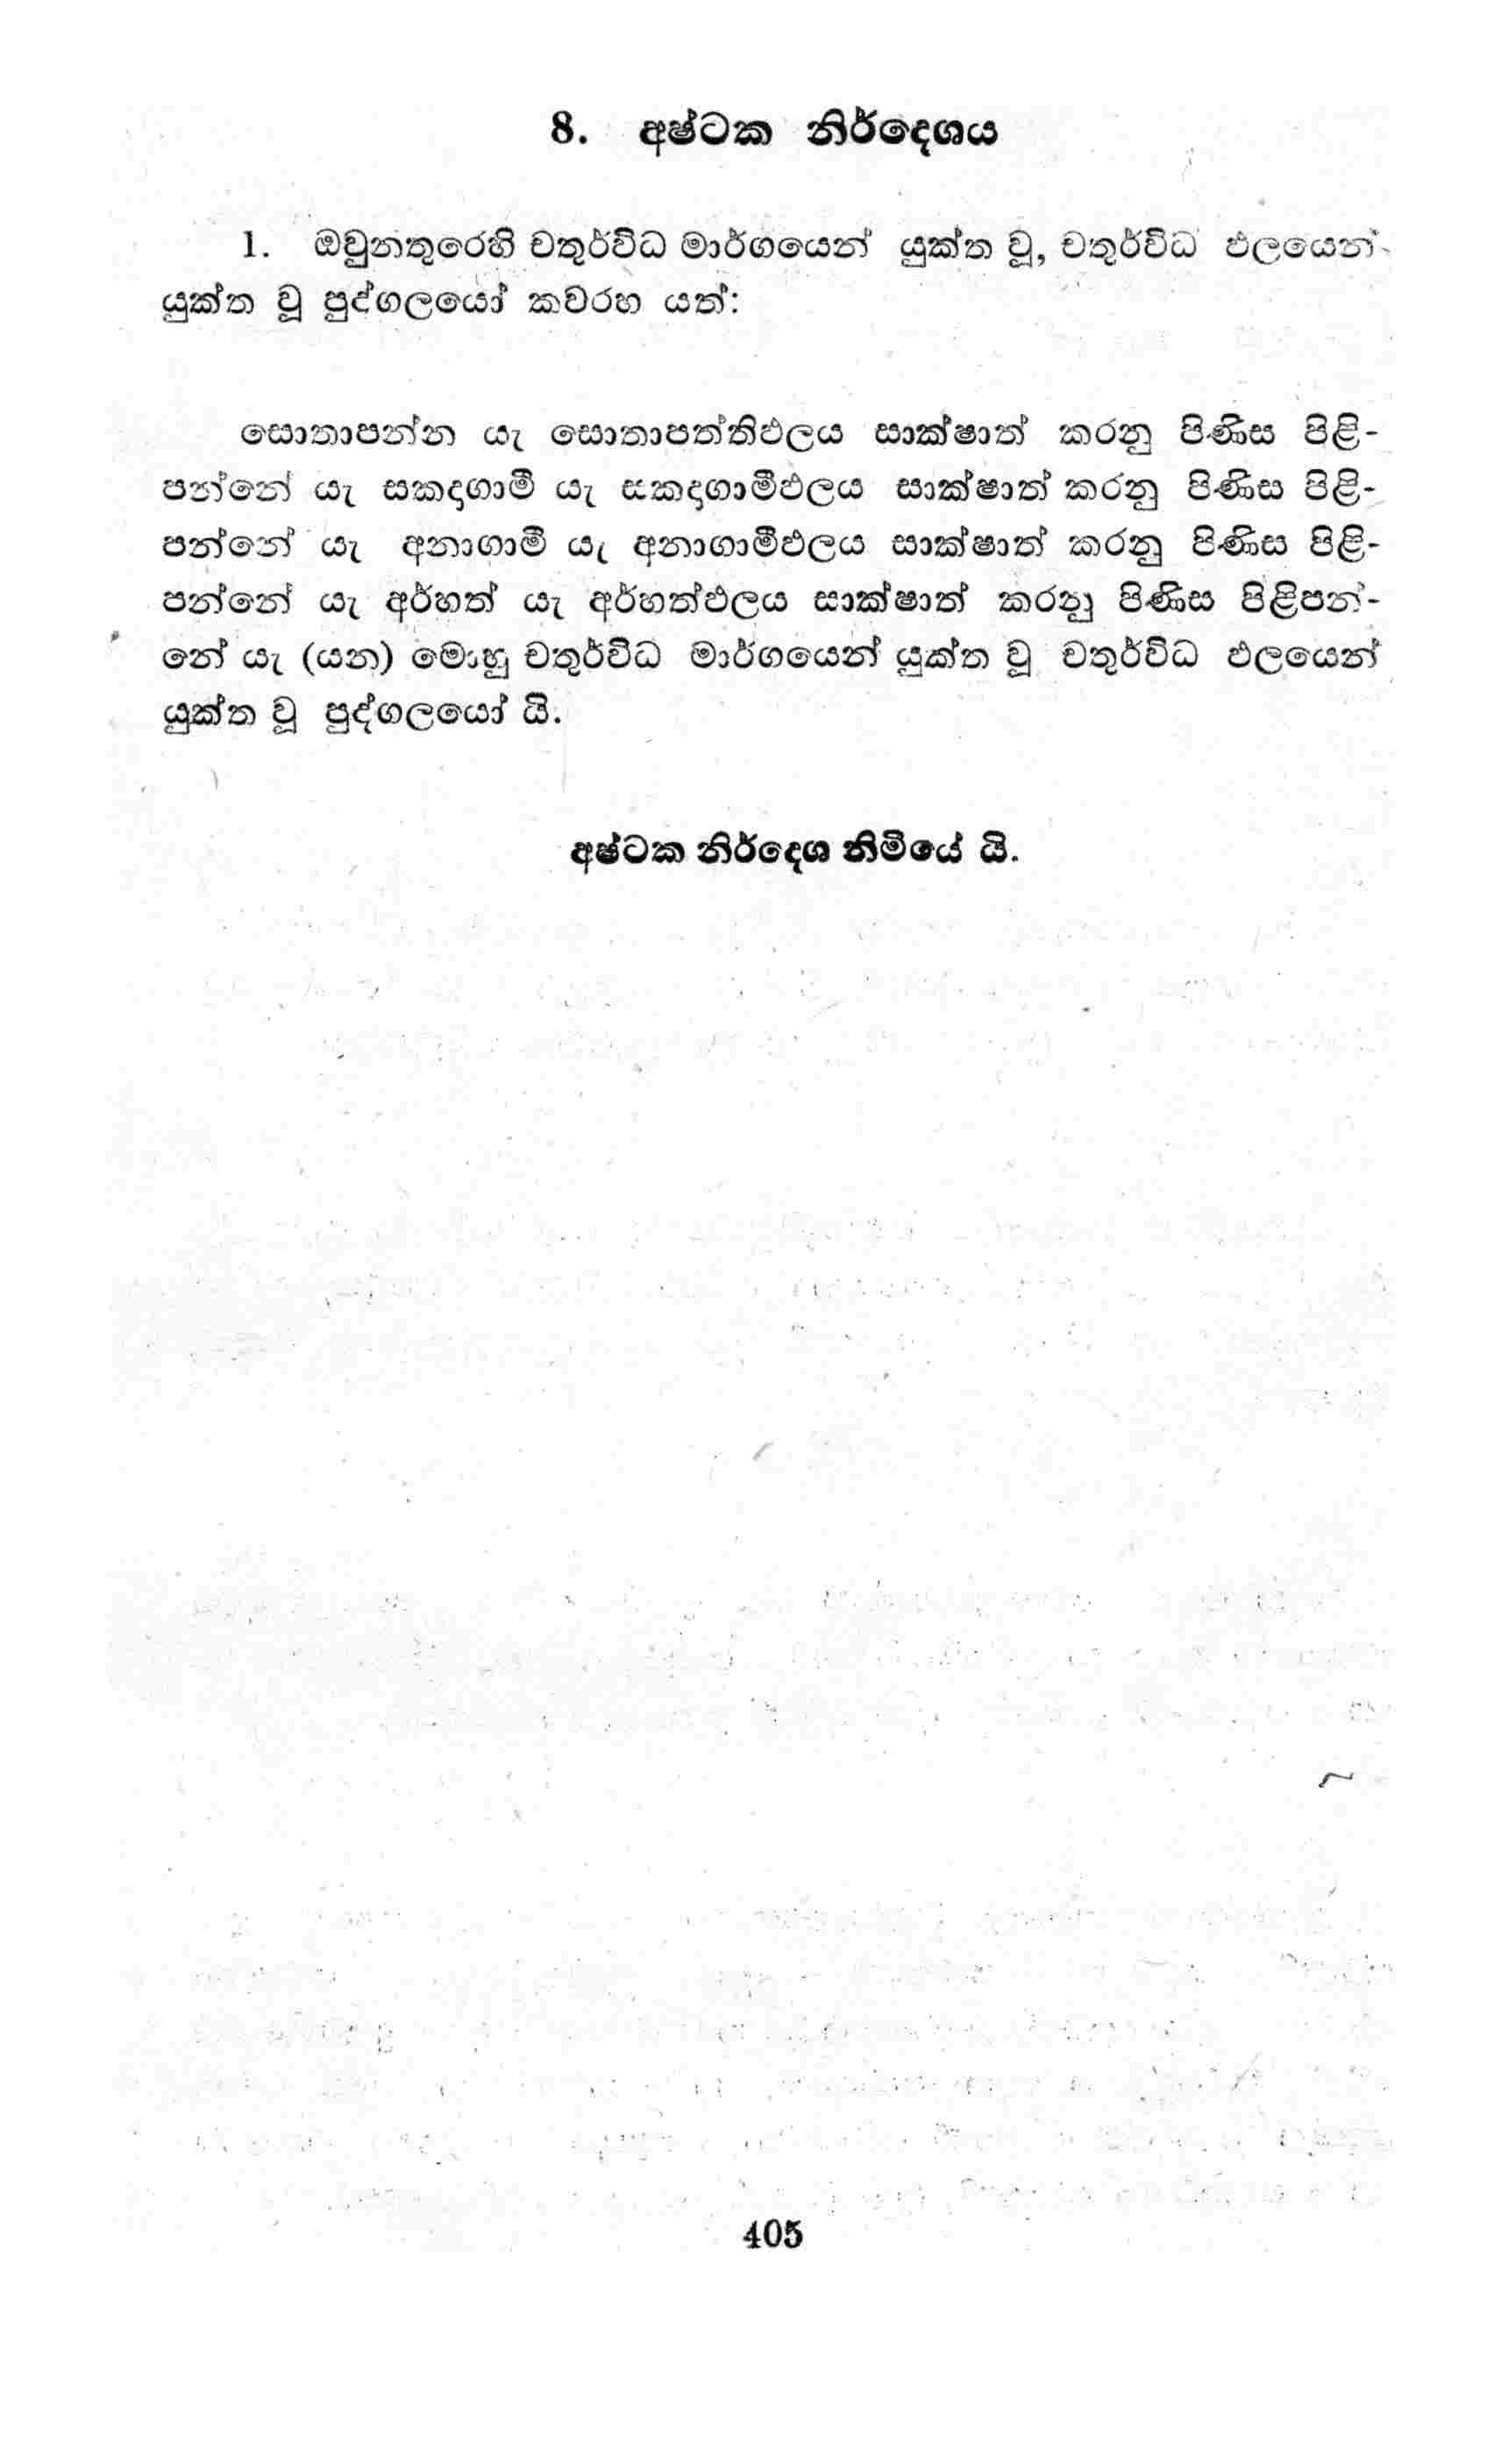 8. අෂ්ටක නිර්දෙශය
1. ඔවුනතුරෙහි චතුර්විධ මාර්ගයෙන් යුක්ත වූ, චතුර්විධ ඵලයෙන්
යුක්ත වූ පුද්ගලයෝ කවරහ යත්:
සොතාපන්න යැ සොතාපත්තිඵලය සාක්ෂාත් කරනු පිණිස පිළි-
පන්නේ යැ සකදාගාමී යැ සකදාගාමීඵලය සාක්ෂාත් කරනු පිණිස පිළි-
පන්නේ යැ අනාගාමී යැ අනාගාමීඵලය සාක්ෂාත් කරනු පිණිස පිළි-
පන්නේ යැ අර්හත් යැ අර්හත්ඵලය සාක්ෂාත් කරනු පිණිස පිළිපන්-
නේ යැ (යන) මොහු චතුර්විධ මාර්ගයෙන් යුක්ත වූ චතුර්විධ ඵලයෙන්
යුක්ත වූ පුද්ගලයෝ යි.
අෂ්ටක නිර්දෙශ නිමියේ යි.
405